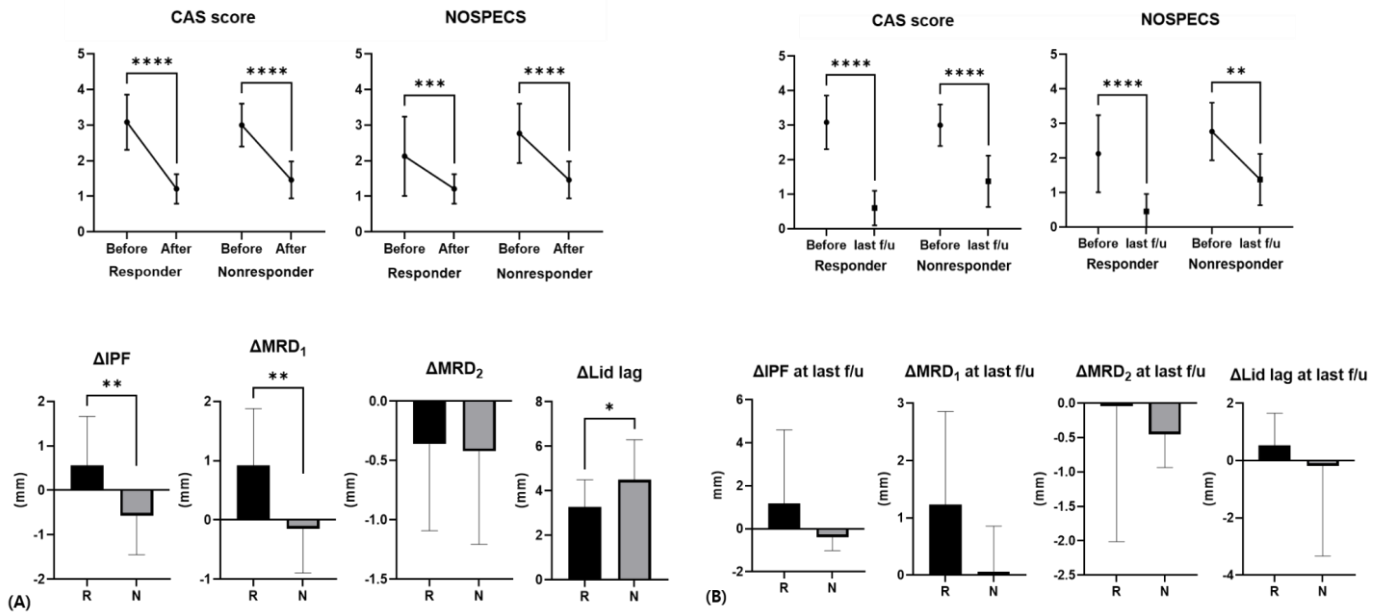 CAS score
NOSPECS
5
4
3
2
1
0
**** ****
*** ****
Before After Before After
Responder Nonresponder
Before After Before After
Responder Nonresponder
ΔIPF
**
2
1
0
-1
-2
(mm)
R N
ΔMRD1
**
2
1
0
-1
(mm)
R N
ΔMRD2
0.0
-0.5
-1.0
-1.5
(mm)
R N
ΔLid lag
*
8
6
4
2
0
(mm)
R N
(A)
CAS score
NOSPECS
5
4
3
2
1
0
**** ****
5
4
3
2
1
0
**** **
Before last f/u Before last f/u
Responder Nonresponder
Before last f/u Before last f/u
Responder Nonresponder
ΔIPF at last f/u
6
4
2
0
-2
mm)
R N
ΔMRD1 at last f/u
3
2
1
0
(mm)
R N
ΔMRD2 at last f/u
0.0
-0.5
-1.0
-1.5
-2.0
-2.5
(mm)
R N
ΔLid lag at last f/u
2
0
-2
-4
(mm)
R N
(B)